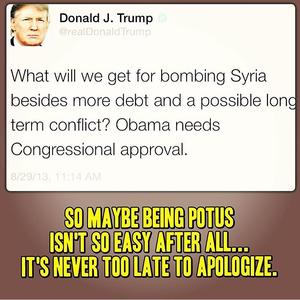 Donald J. Trump
@realDonaldTrump
What will we get for bombing Syria
besides more debt and a possible long
term conflict? Obama needs
Congressional approval.
8/29/13, 11:14 AM
SO MAYBE BEING POTUS
ISN'T SO EASY AFTER ALL...
IT'S NEVER TOO LATE TO APOLOGIZE.